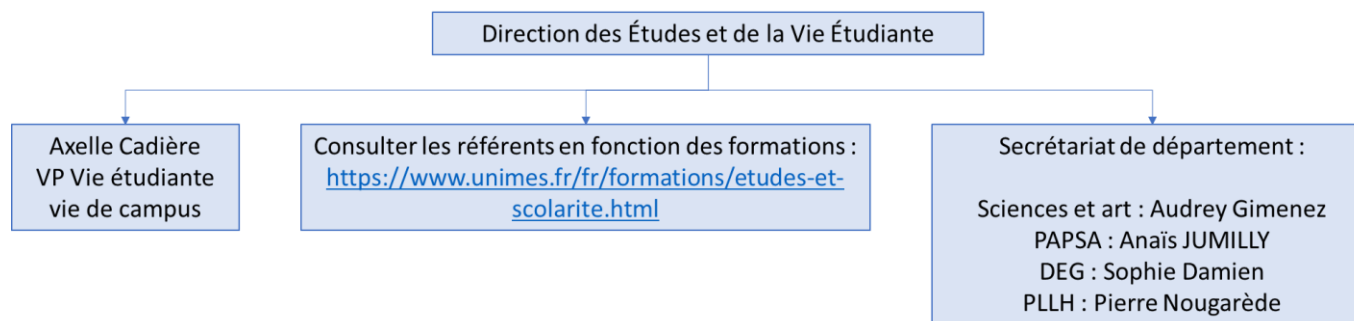 Direction des Études et de la Vie Étudiante
Axelle Cadière
VP Vie étudiante
vie de campus
Consulter les référents en fonction des formations :
https://www.unimes.fr/fr/formations/etudes-et-
scolarite.html
Secrétariat de département :
Sciences et art : Audrey Gimenez
PAPSA : Anaïs JUMILLY
DEG : Sophie Damien
PLLH : Pierre Nougarède